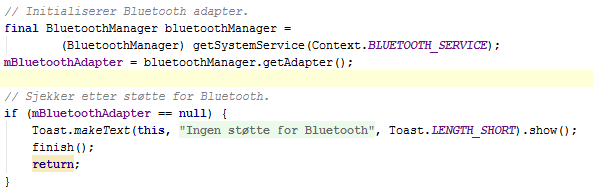 // Initialiserer Bluetooth adapter.
final BluetoothManager bluetoothManager =
(BluetoothManager) getSystemService(Context.BLUETOOTH_SERVICE);
mBluetoothAdapter = bluetoothManager.getAdapter();
// Sjekker etter støtte for Bluetooth.
if (mBluetoothAdapter == null) {
Toast.makeText(this, "Ingen støtte for Bluetooth", Toast.LENGTH_SHORT).show();
finish();
return;
}